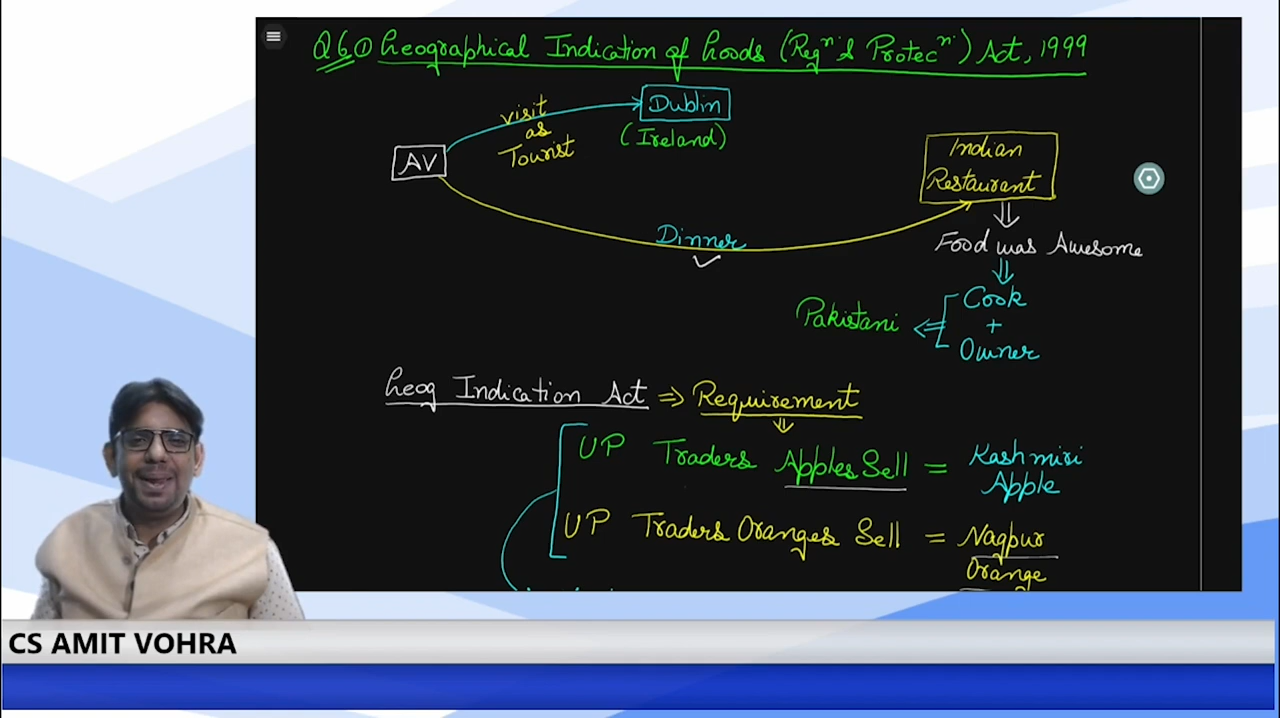 Q 6.① Geographical Indication of Goods (Regⁿ & Protecⁿ) Act, 1999
visit
as
Tourist
Dublin
(Ireland)
AV
Indian
Restaurant
Dinner
Food was Awesome
Cook
+
Owner
Pakistani
Geog Indication Act ⇒ Requirement
UP Traders Apples Sell = Kashmiri
Apple
UP Traders Oranges Sell = Nagpur
Orange
CS AMIT VOHRA